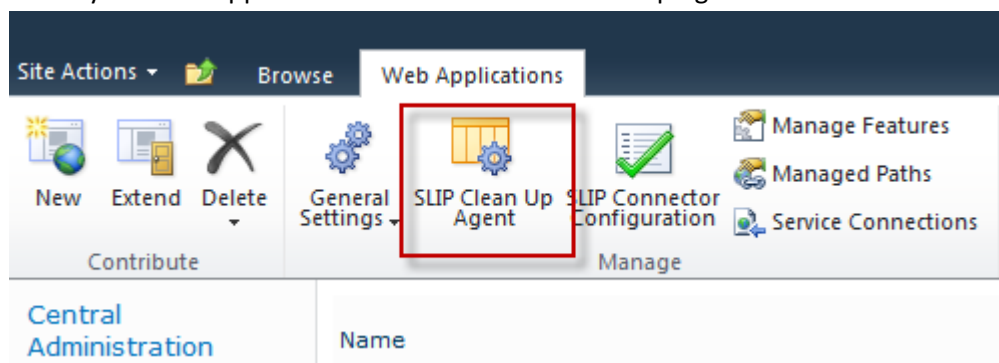 Site Actions Browse Web Applications
New Extend Delete General Settings SLIP Clean Up Agent SLIP Connector Configuration Manage Features
Managed Paths
Service Connections
Contribute Manage
Central
Administration
Name